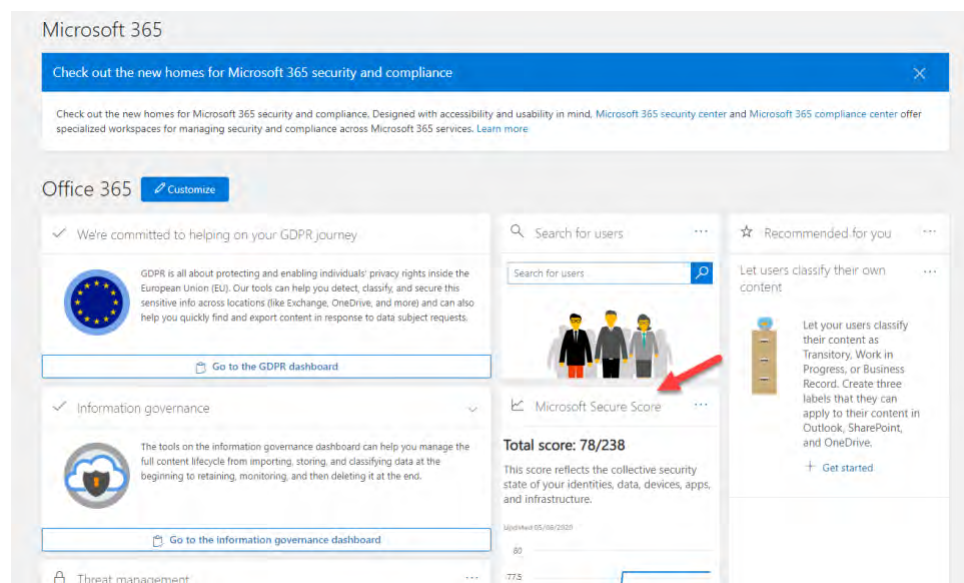 Microsoft 365
Check out the new homes for Microsoft 365 security and compliance
Check out the new homes for Microsoft 365 security and compliance. Designed with accessibility and usability in mind, Microsoft 365 security center and Microsoft 365 compliance center offer
specialized workspaces for managing security and compliance across Microsoft 365 services. Learn more
Office 365
Customize
We're committed to helping on your GDPR journey
GDPR is all about protecting and enabling individuals' privacy rights inside the
European Union (EU). Our tools can help you detect, classify, and secure this
sensitive info across locations (like Exchange, OneDrive, and more) and can also
help you quickly find and export content in response to data subject requests.
Go to the GDPR dashboard
Information governance
The tools on the information governance dashboard can help you manage the
full content lifecycle from importing, storing, and classifying data at the
beginning to retaining, monitoring, and then deleting it at the end.
Go to the information governance dashboard
Threat management
Search for users
Search for users
Microsoft Secure Score
Total score: 78/238
This score reflects the collective security
state of your identities, data, devices, apps,
and infrastructure.
Updated 05/08/2020
80
77.5
Recommended for you
Let users classify their own
content
Let your users classify
their content as
Transitory, Work in
Progress, or Business
Record. Create three
labels that they can
apply to their content in
Outlook, SharePoint,
and OneDrive.
Get started